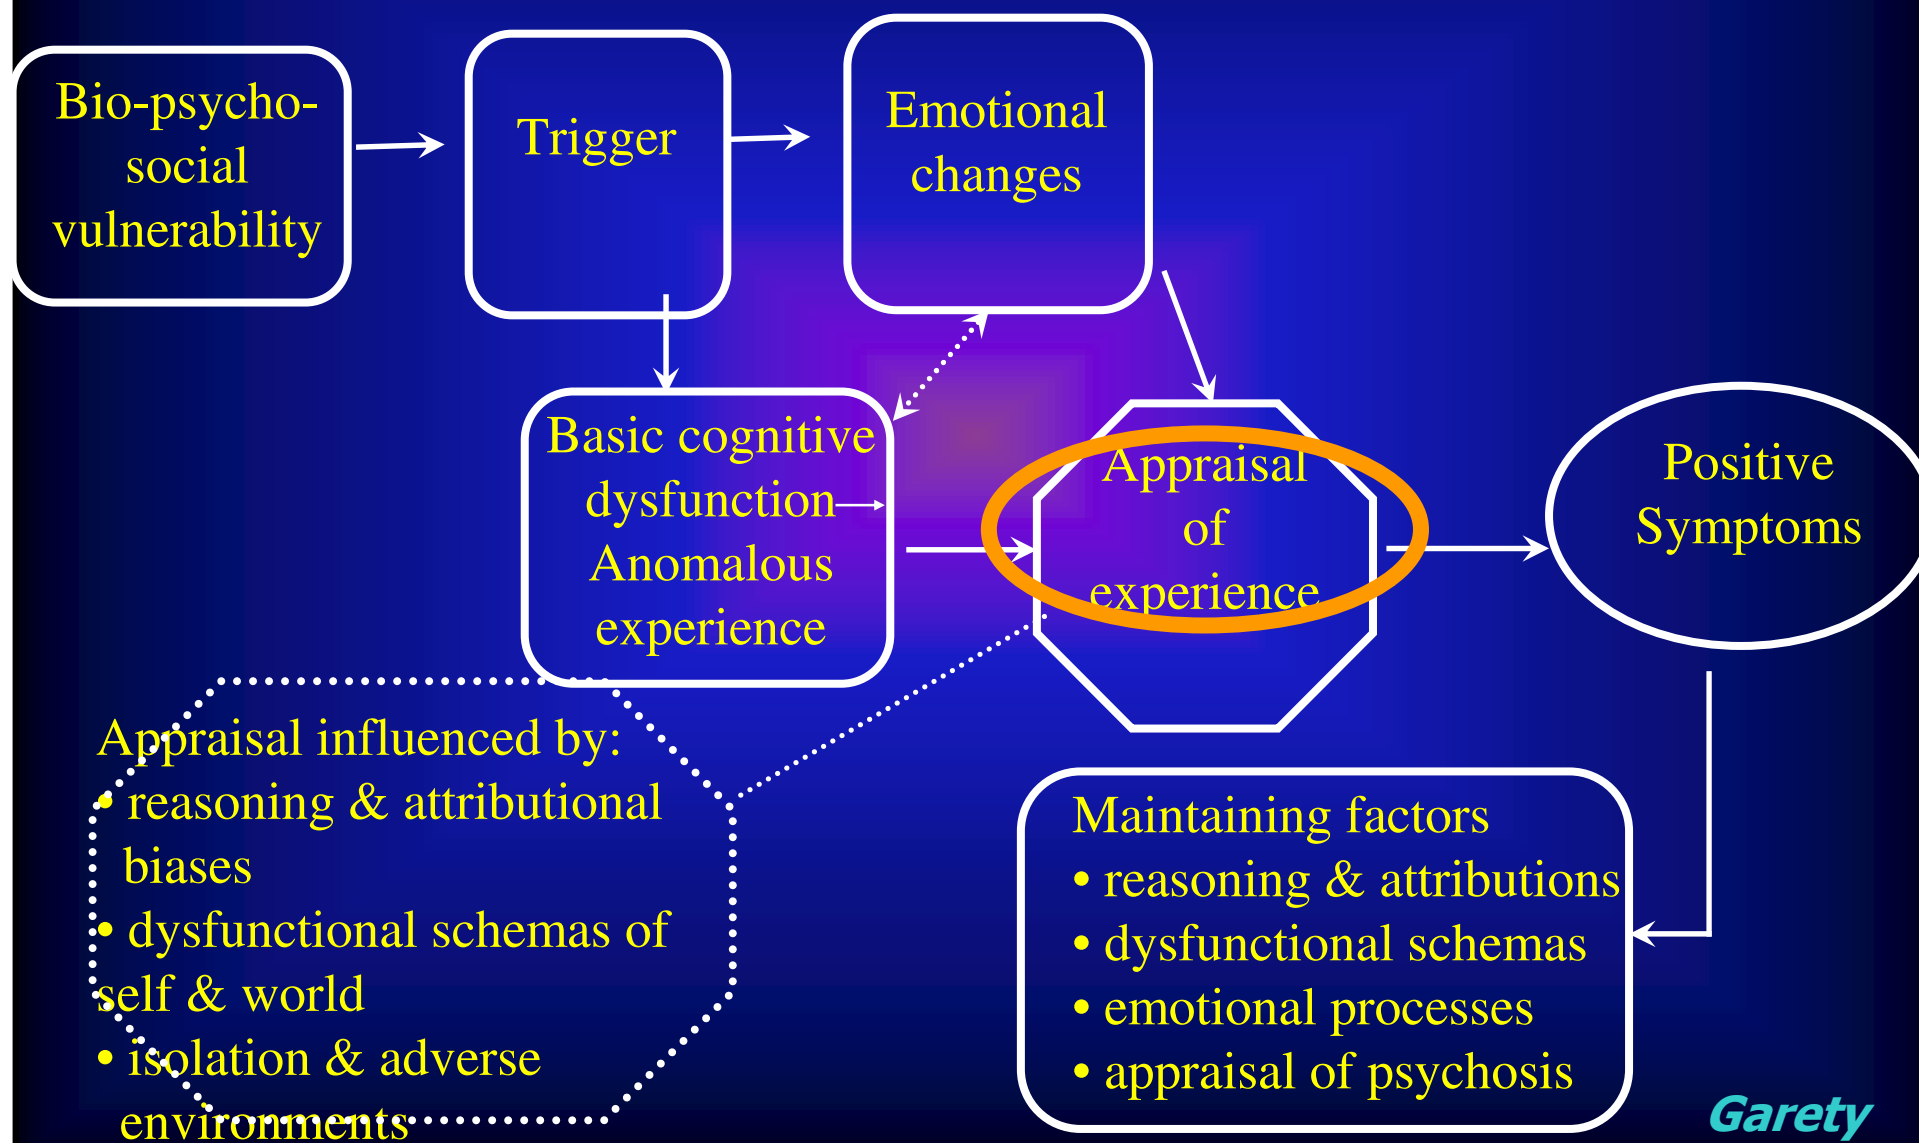 Bio-psycho-
social
vulnerability
Trigger
Emotional
changes
Basic cognitive
dysfunction
Anomalous
experience
Appraisal
of
experience
Positive
Symptoms
Appraisal influenced by:
• reasoning & attributional
biases
• dysfunctional schemas of
self & world
• isolation & adverse
environments
Maintaining factors
• reasoning & attributions
• dysfunctional schemas
• emotional processes
• appraisal of psychosis
Garety